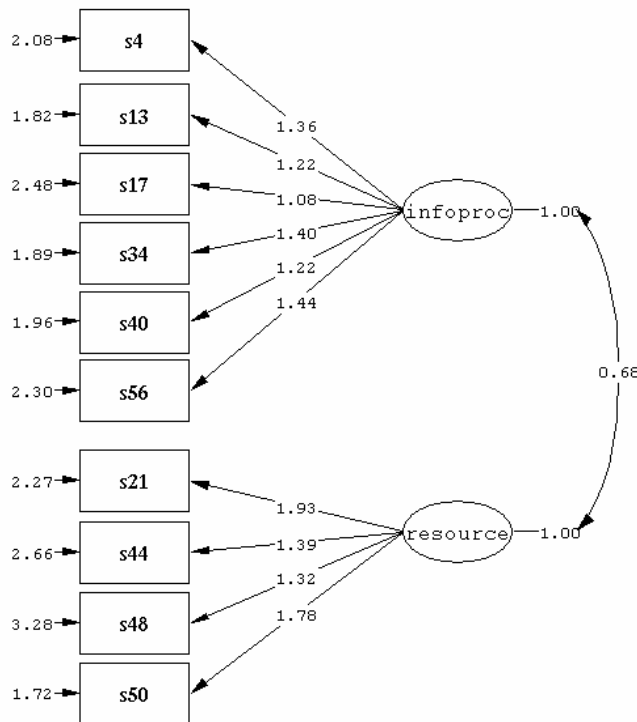 2.08 s4
1.36
1.82 s13
1.22
2.48 s17
1.08
infoproc 1.00
1.40
1.89 s34
1.22
1.96 s40
1.44
2.30 s56
0.68
2.27 s21
1.93
resource 1.00
1.39
2.66 s44
1.32
3.28 s48
1.78
1.72 s50